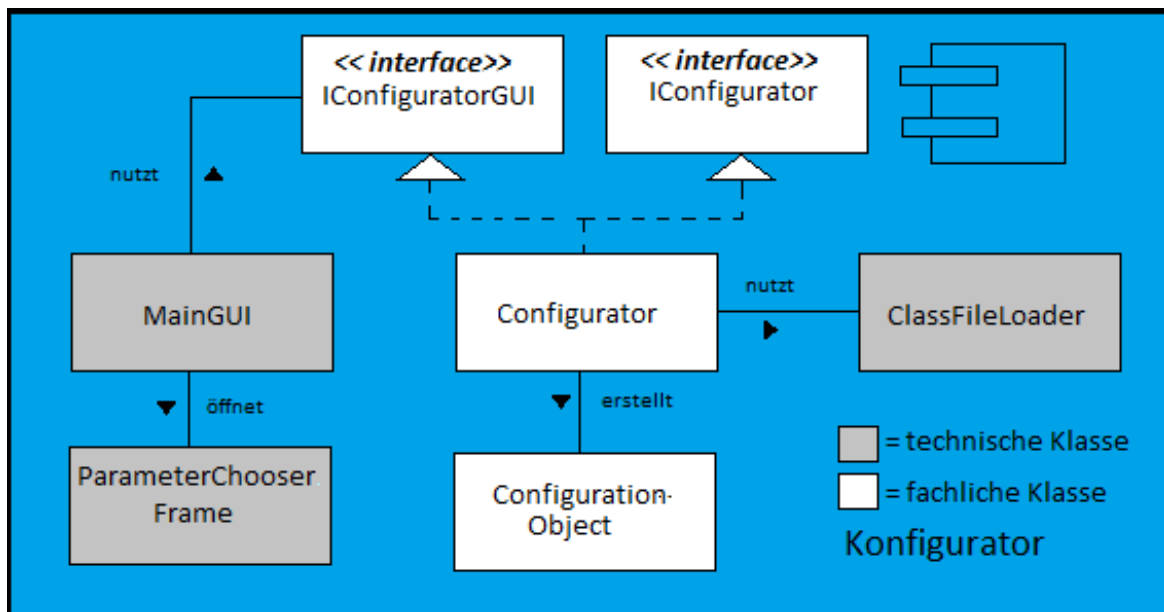 << interface>>
IConfiguratorGUI
<< interface>>
IConfigurator
nutzt
MainGUI
Configurator
nutzt
ClassFileLoader
öffnet
erstellt
ParameterChooser
Frame
Configuration-
Object
= technische Klasse
= fachliche Klasse
Konfigurator